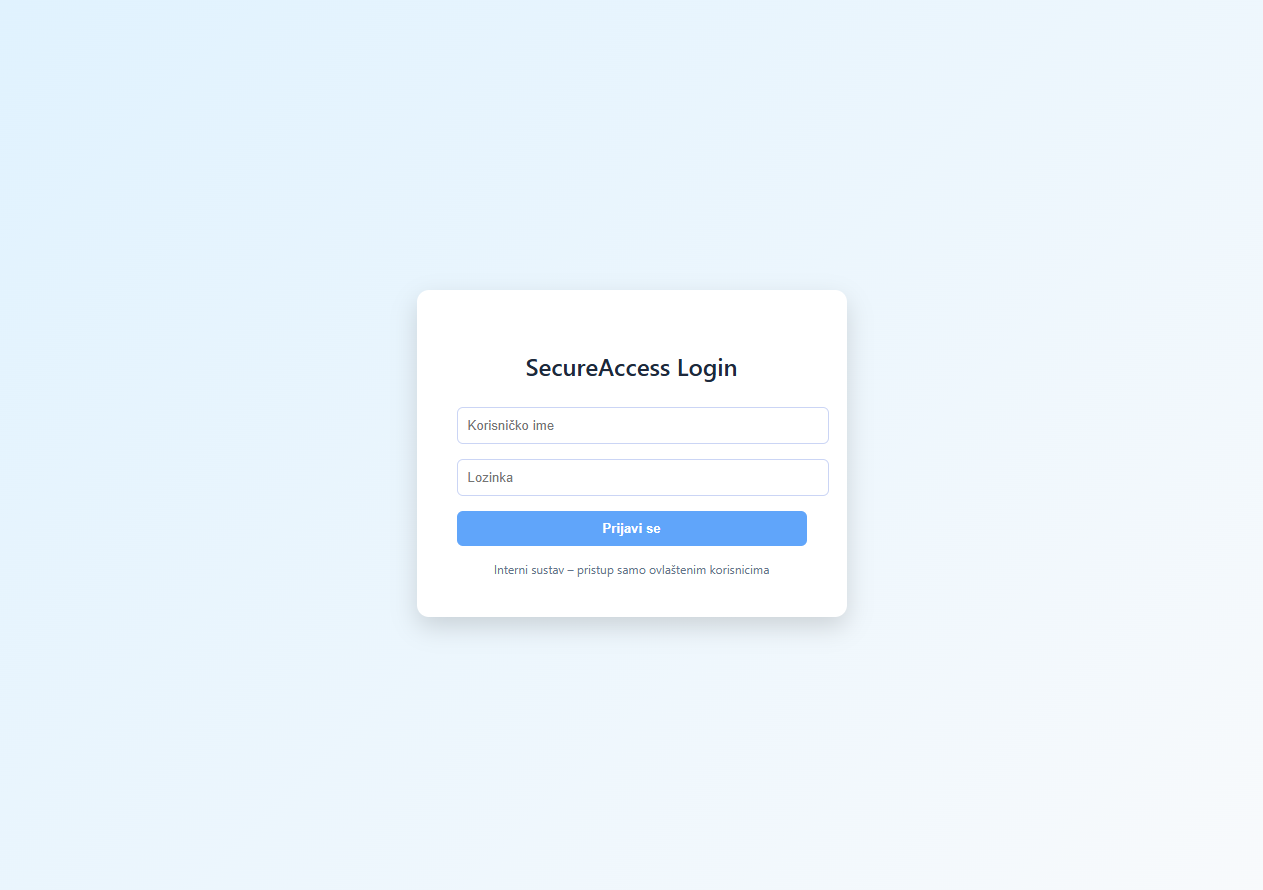 SecureAccess Login
Korisničko ime
Lozinka
Prijavi se
Interni sustav – pristup samo ovlaštenim korisnicima